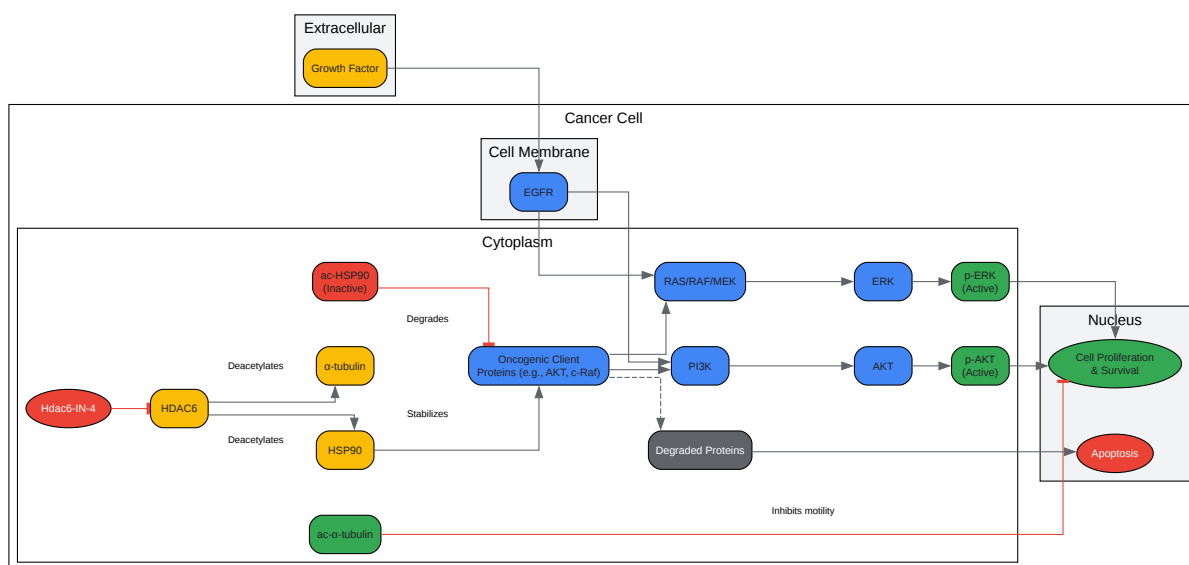 Extracellular
Growth Factor
Cancer Cell
Cell Membrane
EGFR
Cytoplasm
ac-HSP90
(Inactive)
RAS/RAF/MEK
ERK
p-ERK
(Active)
Degrades
Nucleus
Deacetylates
α-tubulin
Oncogenic Client
Proteins (e.g., AKT, c-Raf)
PI3K
AKT
p-AKT
(Active)
Cell Proliferation
& Survival
Hdac6-IN-4
HDAC6
Stabilizes
Deacetylates
HSP90
Degraded Proteins
Apoptosis
Inhibits motility
ac-α-tubulin